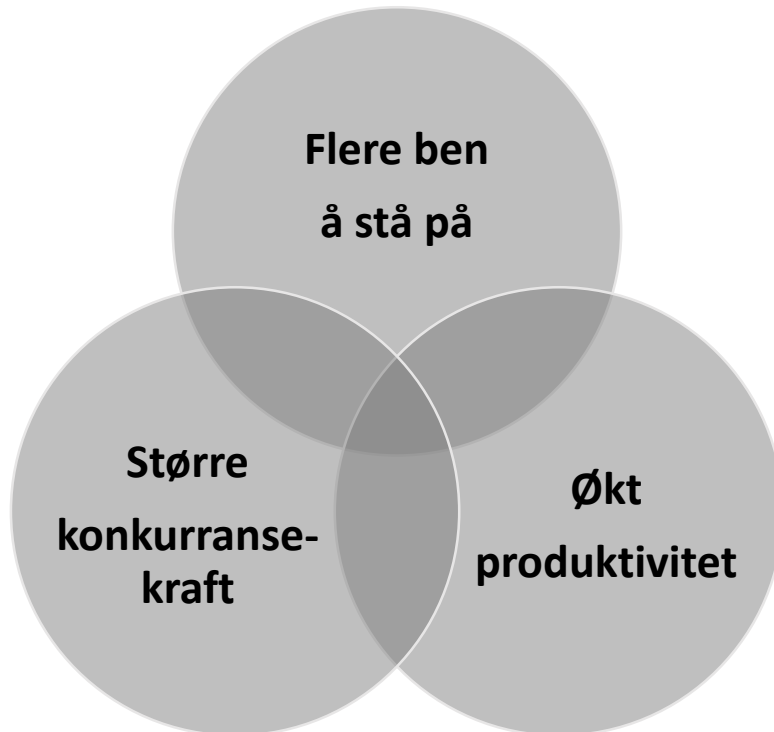 Flere ben
å stå på
Større
konkurranse-
kraft
Økt
produktivitet